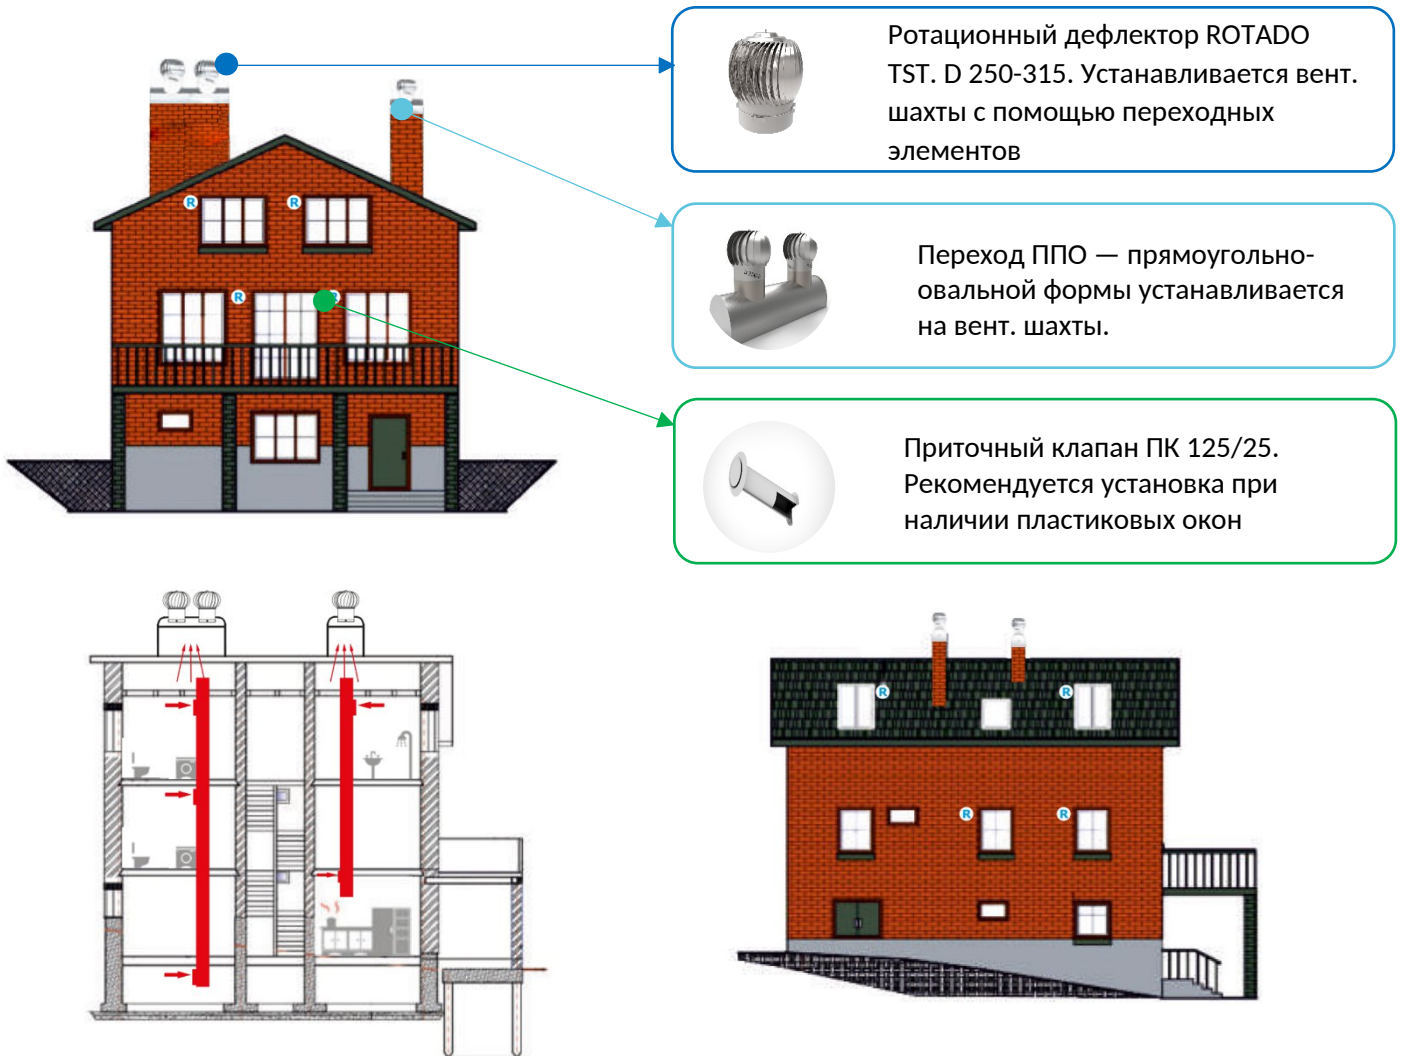 Ротационный дефлектор ROTADO
TST. D 250-315. Устанавливается вент.
шахты с помощью переходных
элементов
R
R
Переход ППО — прямоугольно-
овальной формы устанавливается
на вент. шахты.
R
Приточный клапан ПК 125/25.
Рекомендуется установка при
наличии пластиковых окон
R
R
R
R